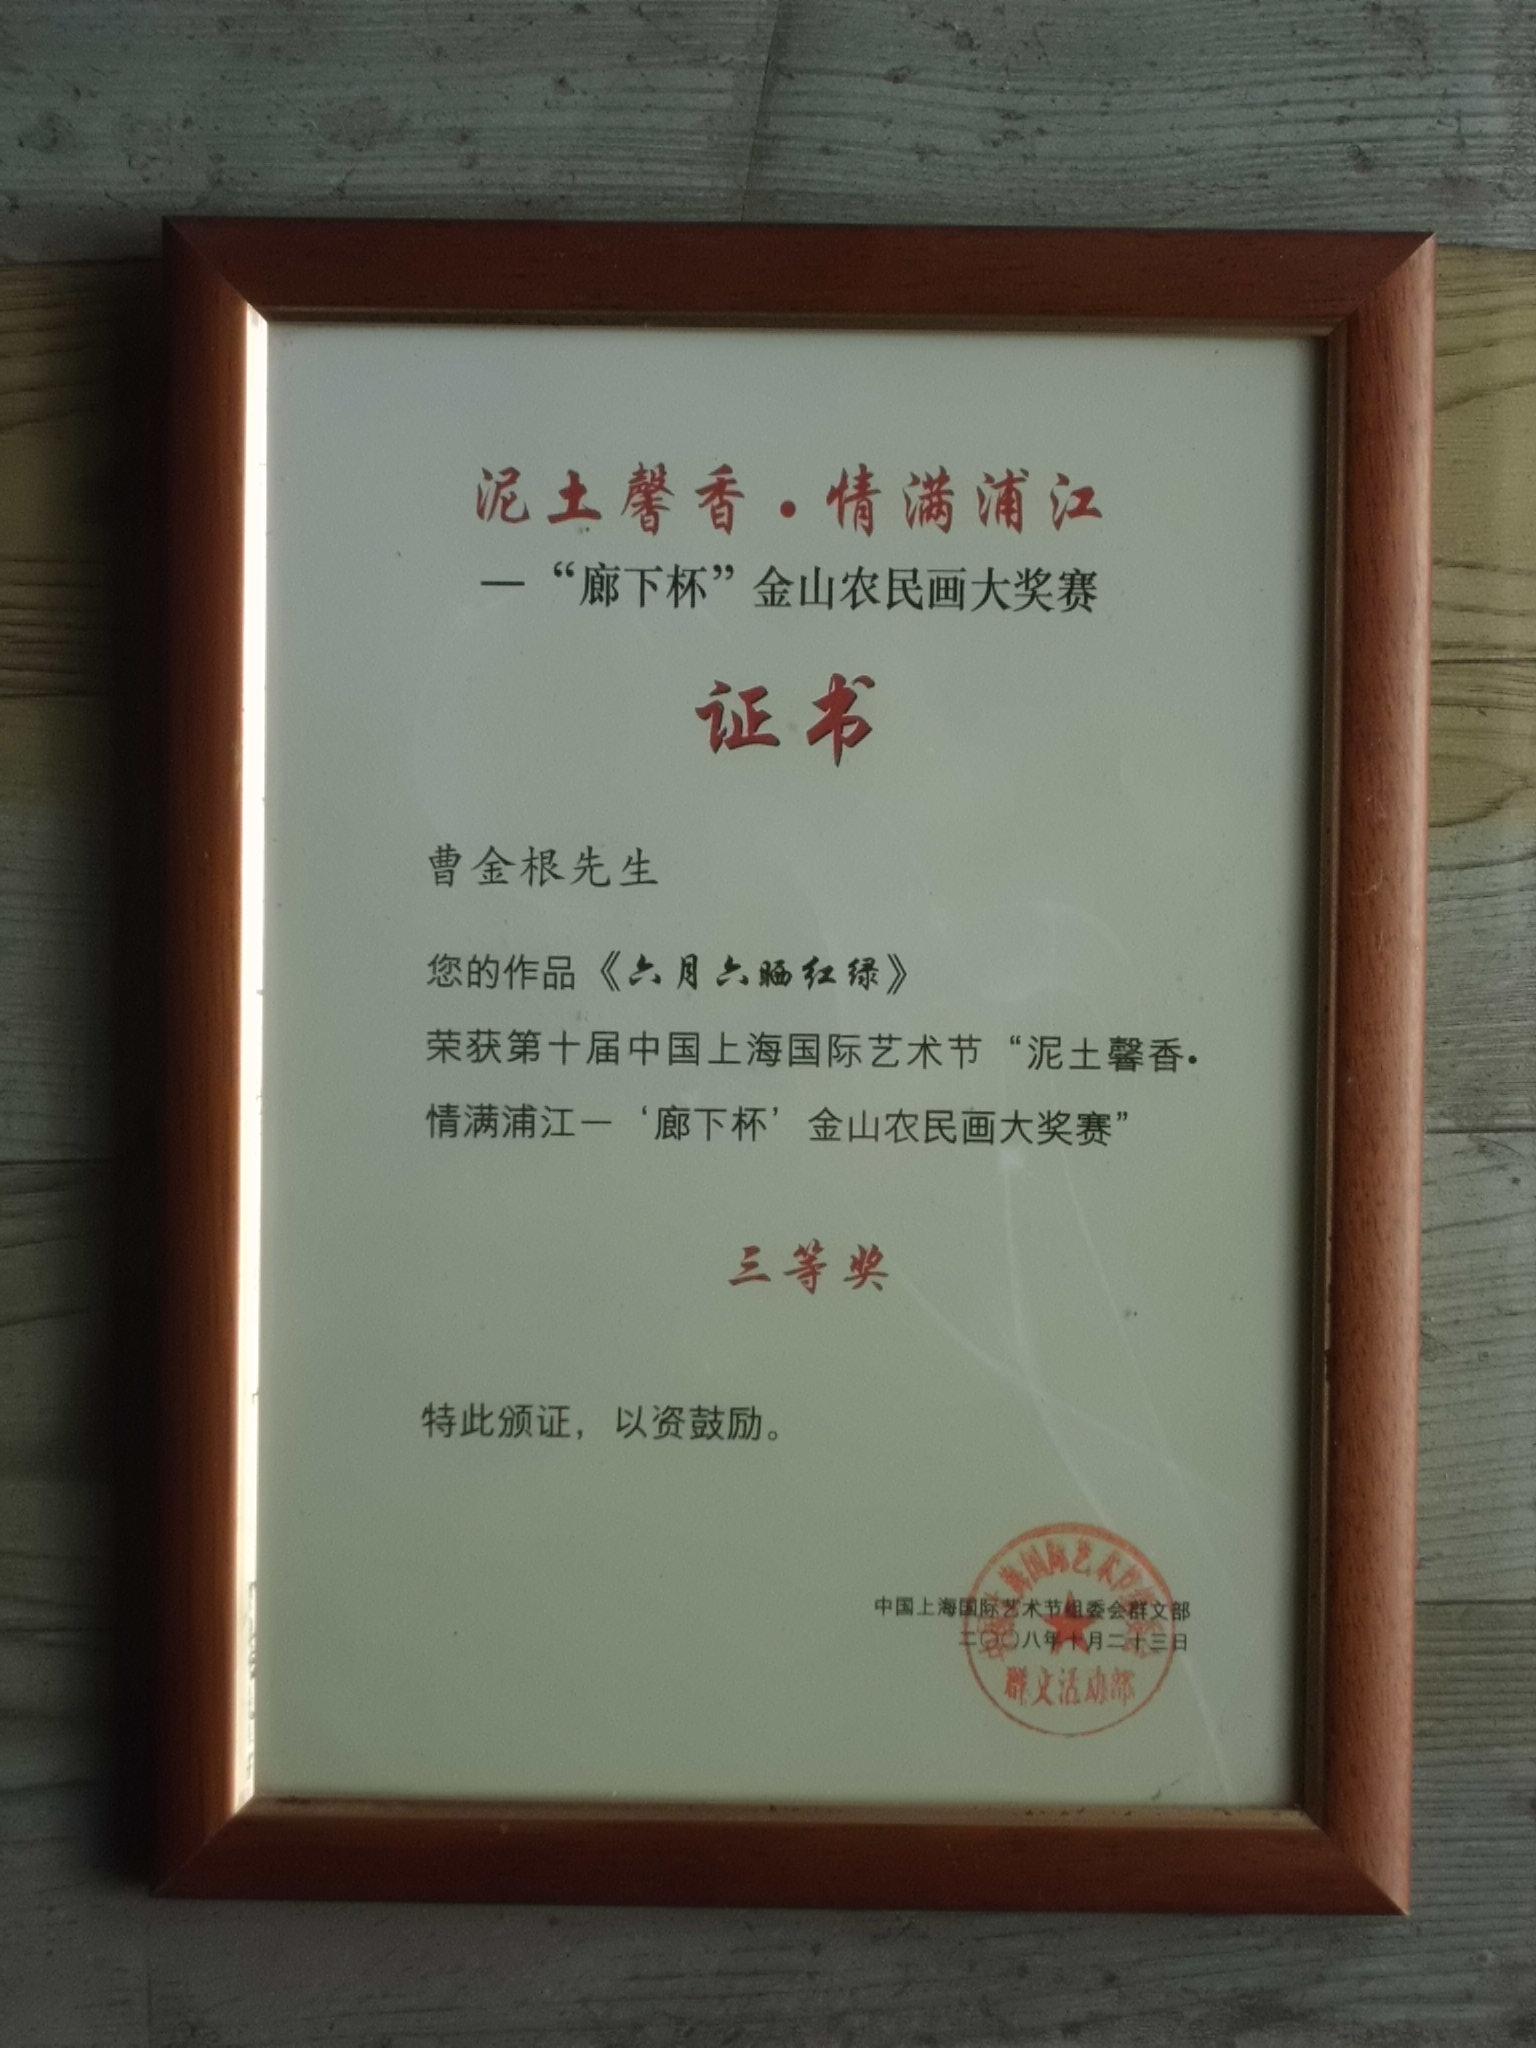 泥土馨香·情满浦江
—“廊下杯”金山农民画大奖赛
证书
曹金根先生
您的作品《六月六晒红绿》
荣获第十届中国上海国际艺术节“泥土馨香·
情满浦江—‘廊下杯’金山农民画大奖赛”
三等奖
特此颁证，以资鼓励。
中国上海国际艺术节组委会群文部
二〇〇八年十月二十三日
国际艺术节
群文活动部